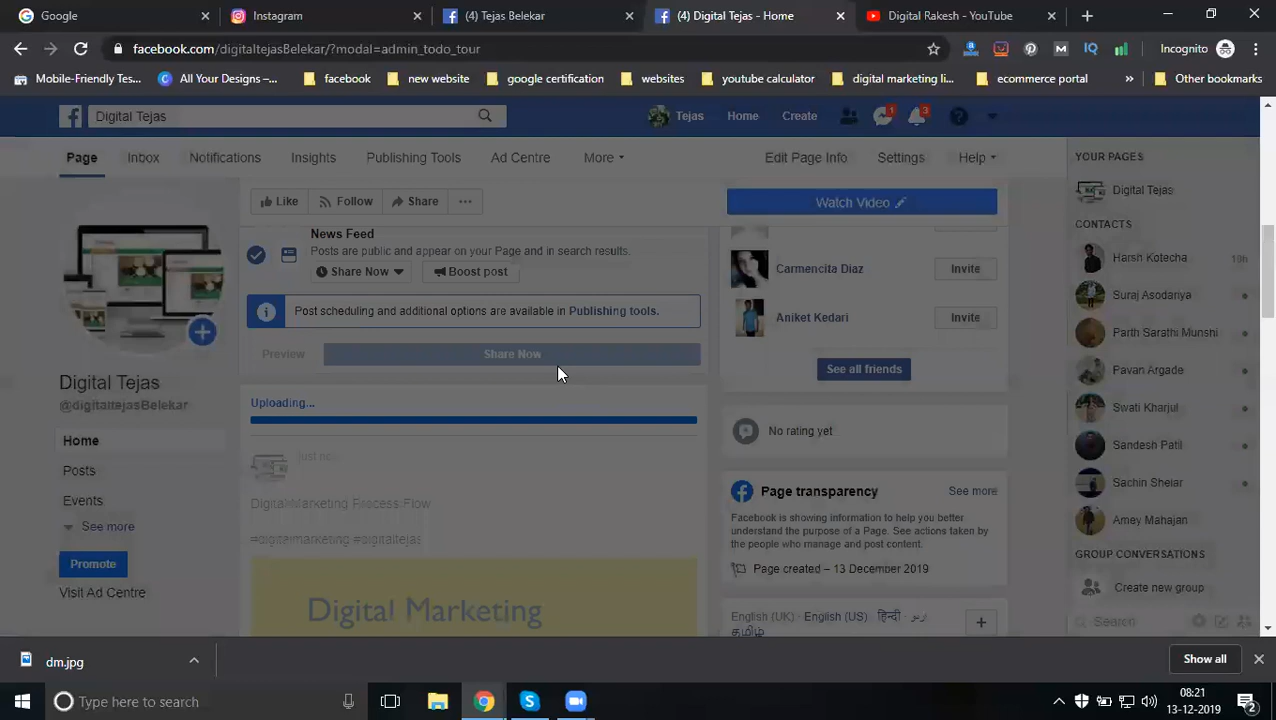 Google
Instagram
(4) Tejas Belekar
(4) Digital Tejas - Home
Digital Rakesh - YouTube
facebook.com/digitaltejasBelekar/?modal=admin_todo_tour
Incognito
Mobile-Friendly Tes...
All Your Designs –...
facebook
new website
google certification
websites
youtube calculator
digital marketing li...
ecommerce portal
Other bookmarks
Digital Tejas
Tejas
Home
Create
1
3
Page
Inbox
Notifications
Insights
Publishing Tools
Ad Centre
More
Edit Page Info
Settings
Help
Like
Follow
Share
Watch Video
News Feed
Posts are public and appear on your Page and in search results.
Share Now
Boost post
Post scheduling and additional options are available in Publishing tools.
Preview
Share Now
Uploading...
just now
Digital Marketing Process Flow
#digitalmarketing #digitaltejas
Digital Marketing
Digital Tejas
@digitaltejasBelekar
Home
Posts
Events
See more
Promote
Visit Ad Centre
Carmencita Diaz
Invite
Aniket Kedari
Invite
See all friends
No rating yet
Page transparency
See more
Facebook is showing information to help you better
understand the purpose of a Page. See actions taken by
the people who manage and post content.
Page created – 13 December 2019
English (UK) · English (US) · हिन्दी · اردو ·
தமிழ்
YOUR PAGES
Digital Tejas
CONTACTS
Harsh Kotecha
19h
Suraj Asodariya
Parth Sarathi Munshi
Pavan Argade
Swati Kharjul
Sandesh Patil
Sachin Shelar
Amey Mahajan
GROUP CONVERSATIONS
Create new group
Search
dm.jpg
Show all
Type here to search
08:21
13-12-2019
2